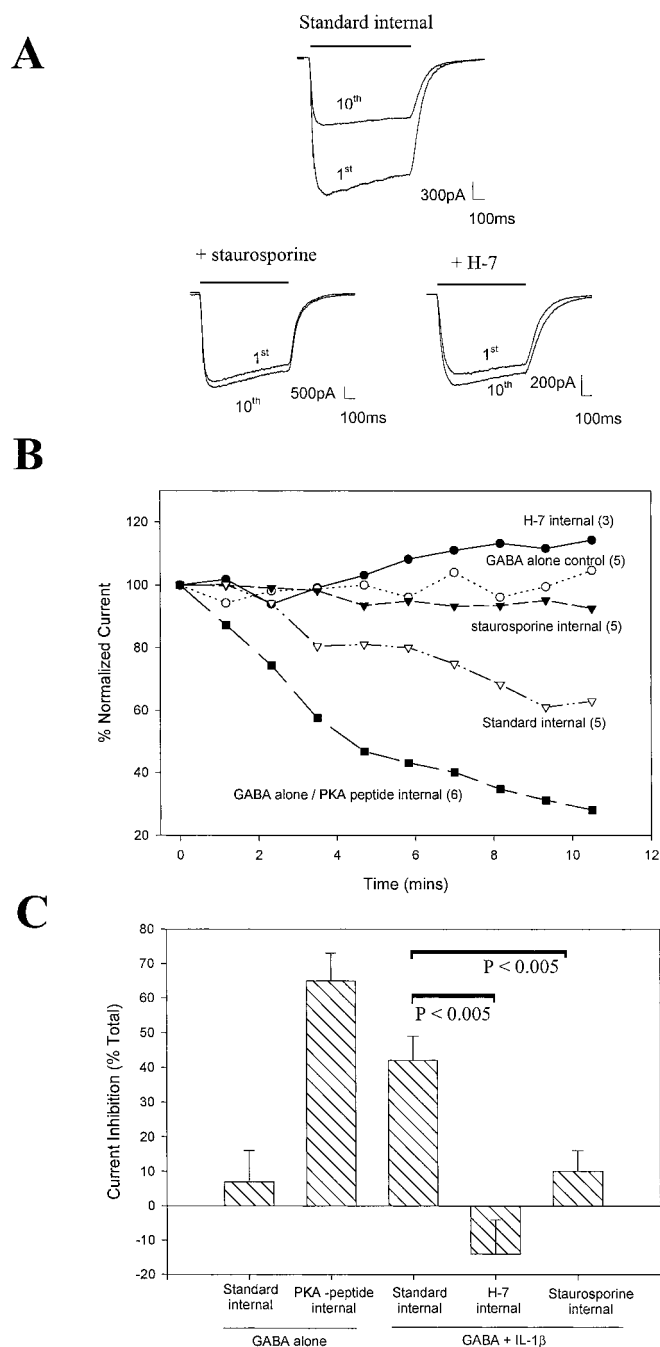 A
Standard internal
10th
1st
300pA
100ms
+ staurosporine
1st
10th
500pA
100ms
+ H-7
1st
10th
200pA
100ms
B
% Normalized Current
120
100
80
60
40
20
H-7 internal (3)
GABA alone control (5)
staurosporine internal (5)
Standard internal (5)
GABA alone / PKA peptide internal (6)
0 2 4 6 8 10 12
Time (mins)
C
Current Inhibition (% Total)
80
70
60
50
40
30
20
10
0
-10
-20
P < 0.005
P < 0.005
Standard internal
PKA -peptide internal
Standard internal
H-7 internal
Staurosporine internal
GABA alone
GABA + IL-1β